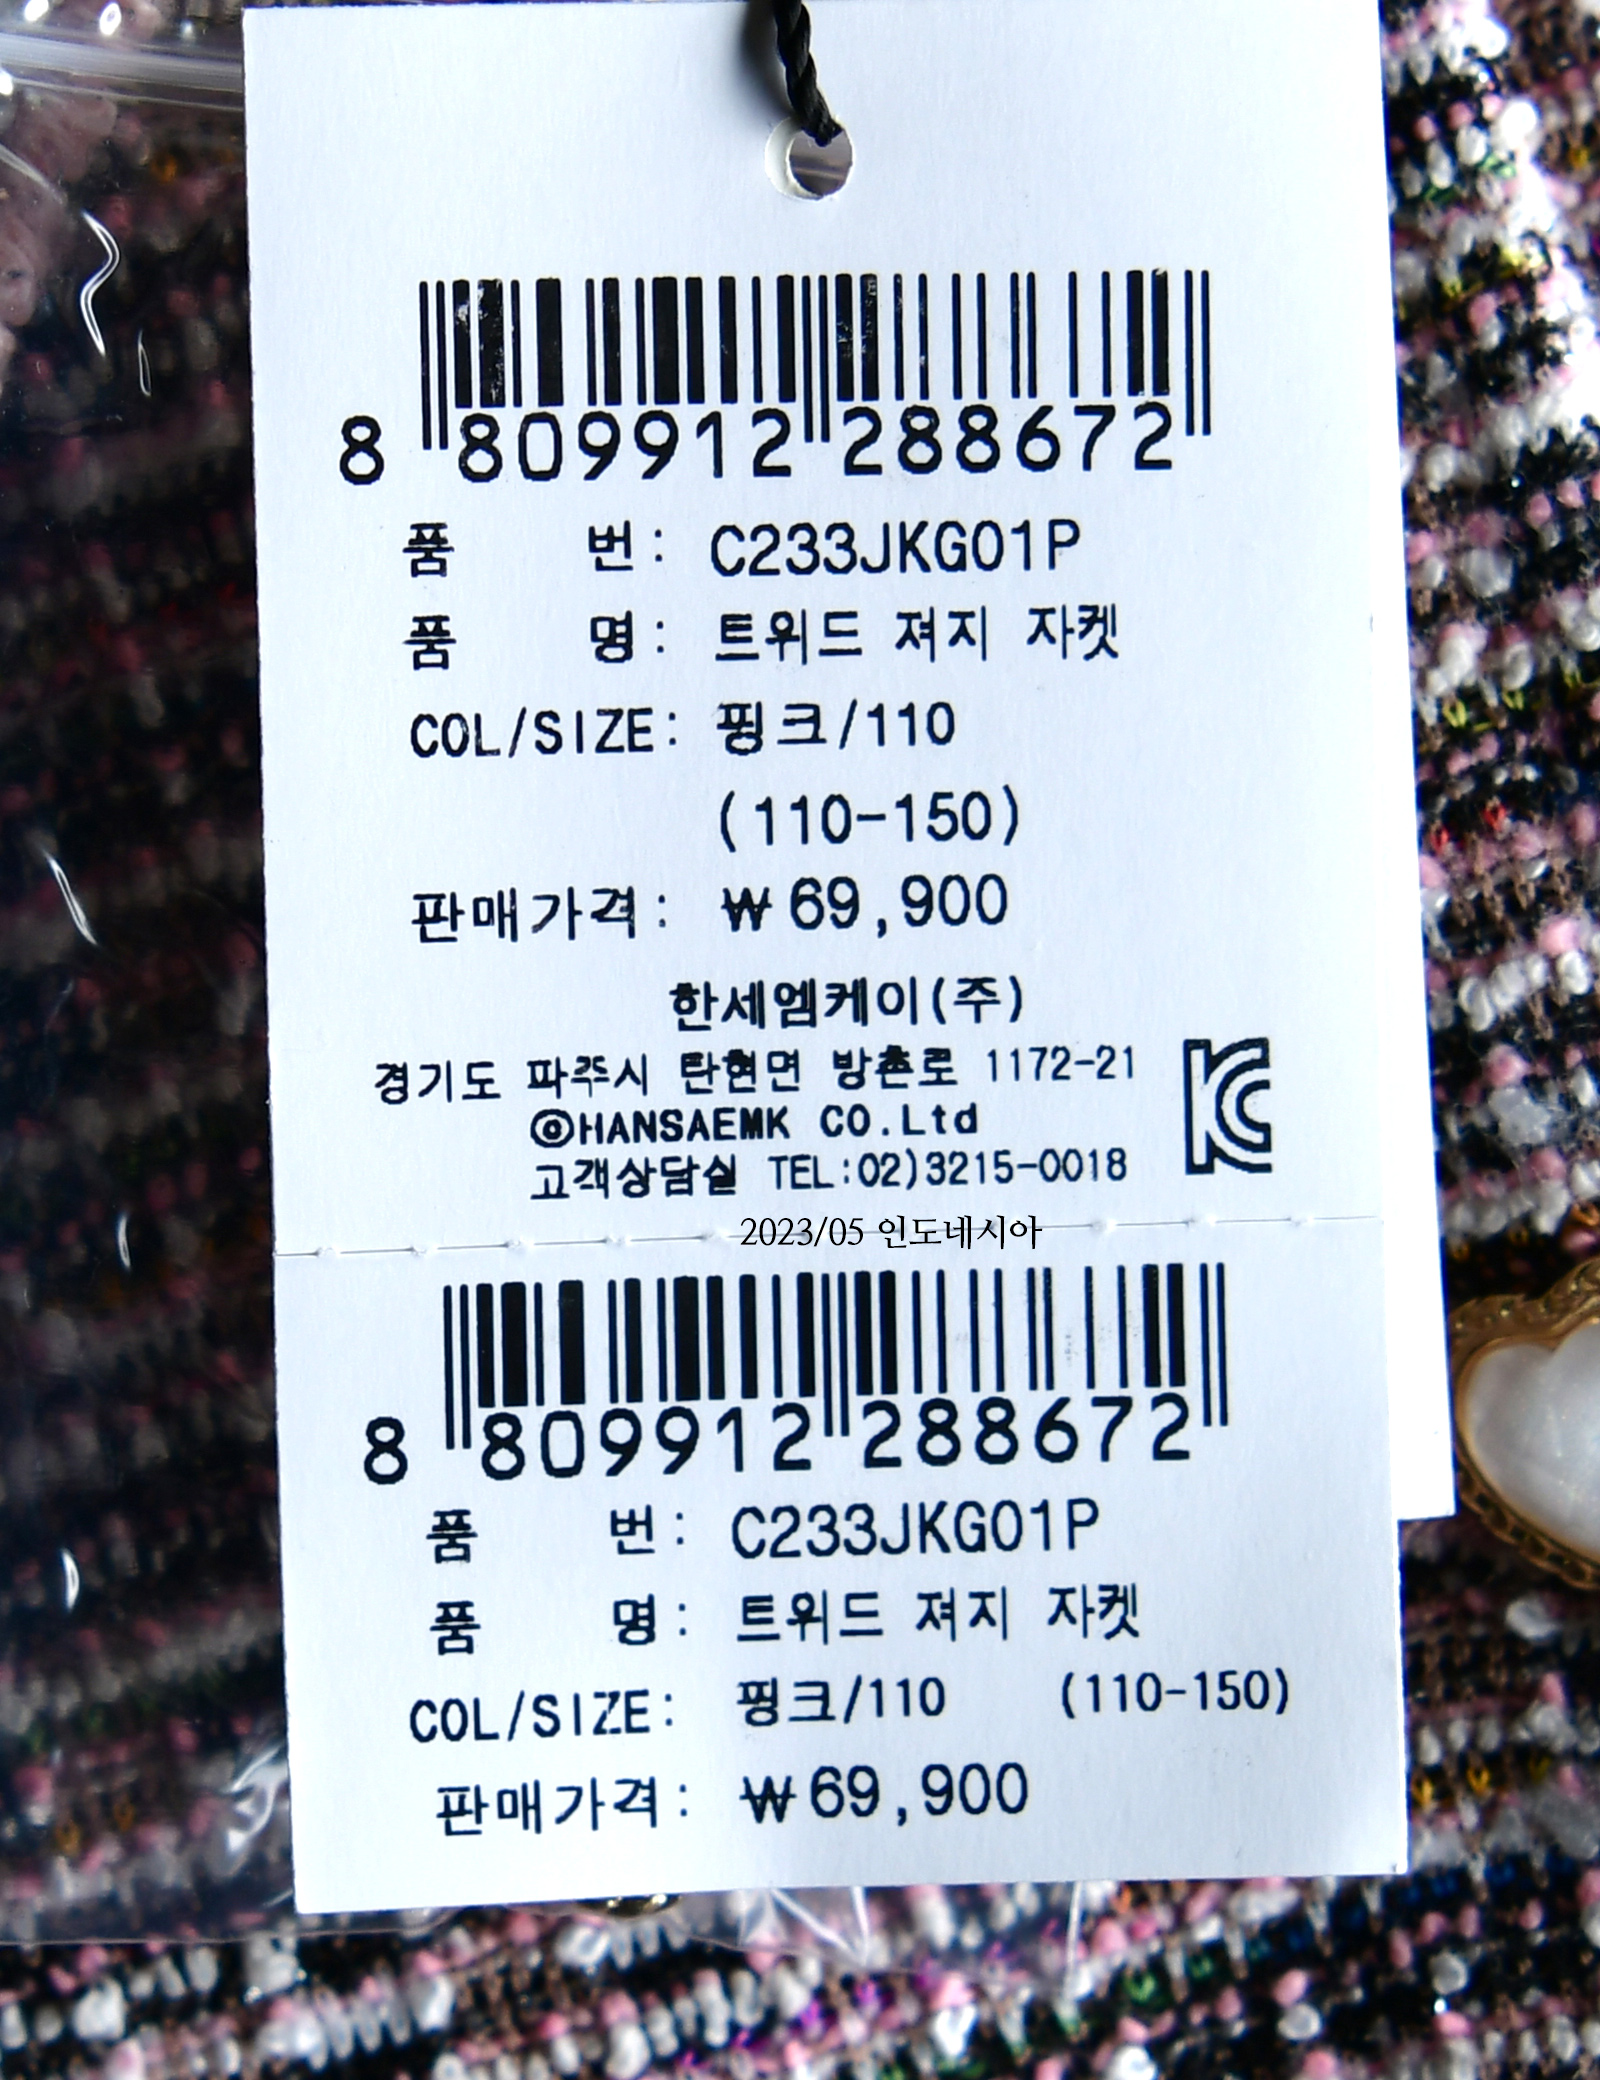 8 809912 288672
품 번: C233JKG01P
품 명: 트위드 져지 자켓
COL/SIZE: 핑크/110
(110-150)
판매가격: ₩69,900
한세엠케이(주)
경기도 파주시 탄현면 방촌로 1172-21
©HANSAEMK CO.Ltd
고객상담실 TEL:02)3215-0018
2023/05 인도네시아
8 809912 288672
품 번: C233JKG01P
품 명: 트위드 져지 자켓
COL/SIZE: 핑크/110 (110-150)
판매가격: ₩69,900